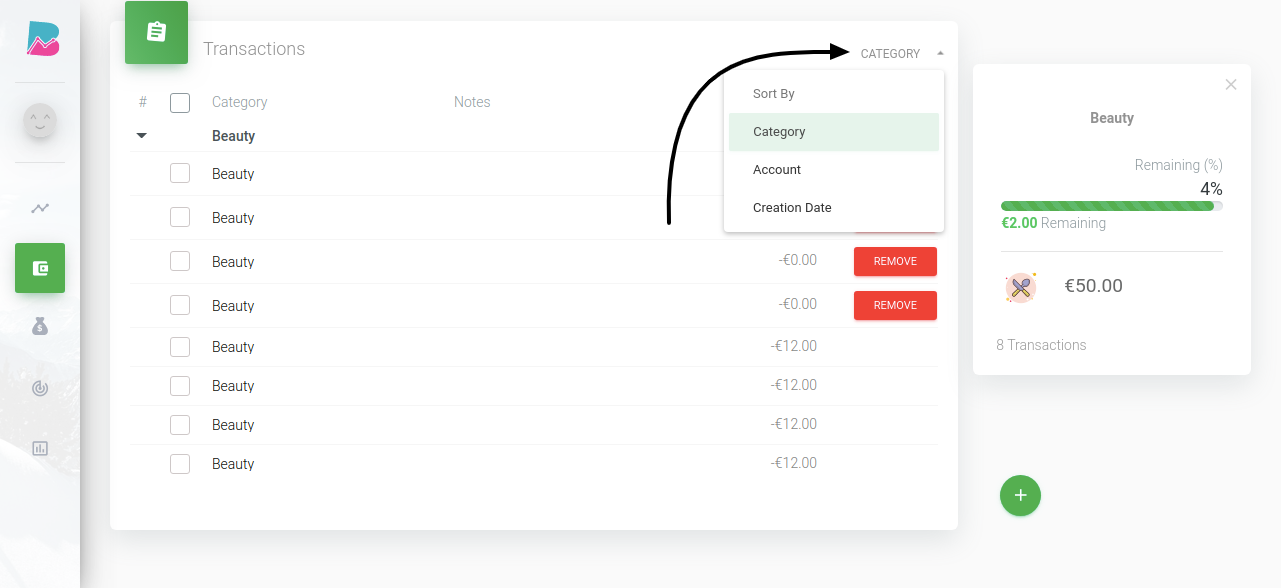 Transactions
CATEGORY
# Category Notes
Sort By
Category
Account
Creation Date
Beauty
Beauty
Beauty
Beauty -€0.00 REMOVE
Beauty -€0.00 REMOVE
Beauty -€12.00
Beauty -€12.00
Beauty -€12.00
Beauty -€12.00
Beauty
Remaining (%)
4%
€2.00 Remaining
€50.00
8 Transactions